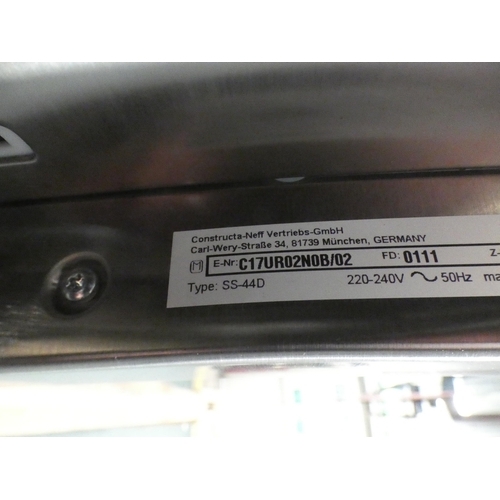 Constructa-Neff Vertriebs-GmbH
Carl-Wery-Straße 34, 81739 München, GERMANY
E-Nr: C17UR02N0B/02 FD: 0111 Z-
Type: SS-44D 220-240V 50Hz ma